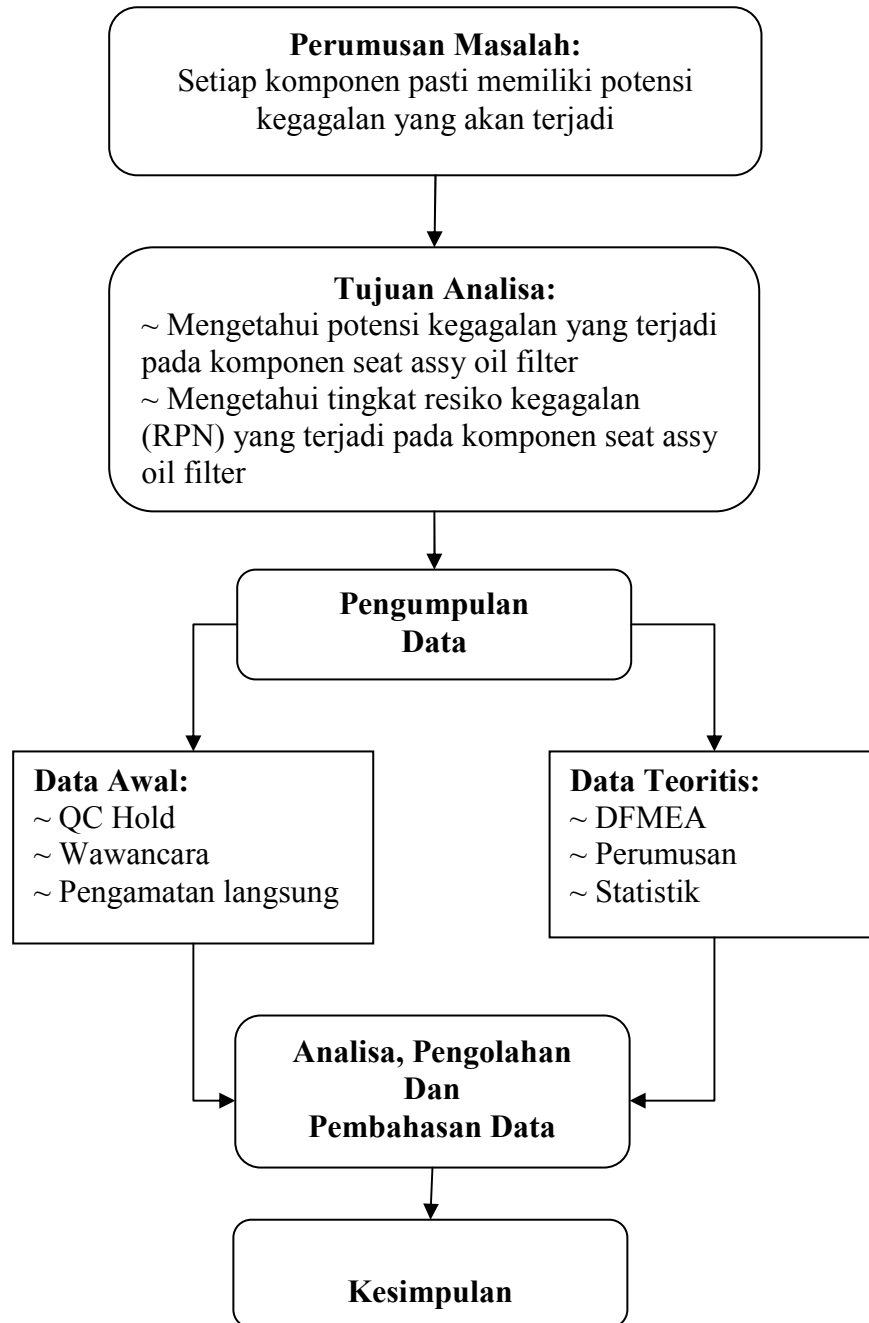 Perumusan Masalah:
Setiap komponen pasti memiliki potensi
kegagalan yang akan terjadi
Tujuan Analisa:
~ Mengetahui potensi kegagalan yang terjadi
pada komponen seat assy oil filter
~ Mengetahui tingkat resiko kegagalan
(RPN) yang terjadi pada komponen seat assy
oil filter
Pengumpulan
Data
Data Awal:
~ QC Hold
~ Wawancara
~ Pengamatan langsung
Data Teoritis:
~ DFMEA
~ Perumusan
~ Statistik
Analisa, Pengolahan
Dan
Pembahasan Data
Kesimpulan